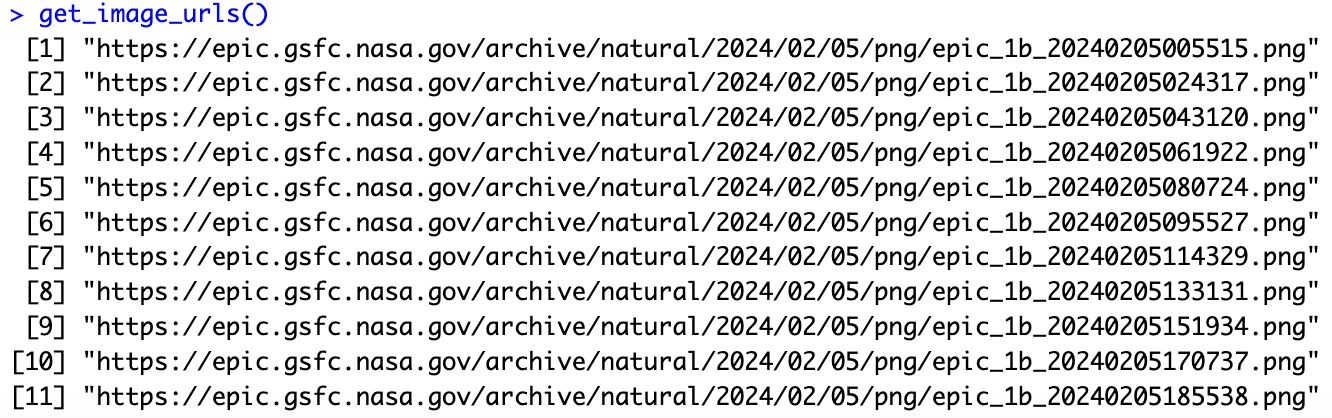 > get_image_urls()
[1] "https://epic.gsfc.nasa.gov/archive/natural/2024/02/05/png/epic_1b_20240205005515.png"
[2] "https://epic.gsfc.nasa.gov/archive/natural/2024/02/05/png/epic_1b_20240205024317.png"
[3] "https://epic.gsfc.nasa.gov/archive/natural/2024/02/05/png/epic_1b_20240205043120.png"
[4] "https://epic.gsfc.nasa.gov/archive/natural/2024/02/05/png/epic_1b_20240205061922.png"
[5] "https://epic.gsfc.nasa.gov/archive/natural/2024/02/05/png/epic_1b_20240205080724.png"
[6] "https://epic.gsfc.nasa.gov/archive/natural/2024/02/05/png/epic_1b_20240205095527.png"
[7] "https://epic.gsfc.nasa.gov/archive/natural/2024/02/05/png/epic_1b_20240205114329.png"
[8] "https://epic.gsfc.nasa.gov/archive/natural/2024/02/05/png/epic_1b_20240205133131.png"
[9] "https://epic.gsfc.nasa.gov/archive/natural/2024/02/05/png/epic_1b_20240205151934.png"
[10] "https://epic.gsfc.nasa.gov/archive/natural/2024/02/05/png/epic_1b_20240205170737.png"
[11] "https://epic.gsfc.nasa.gov/archive/natural/2024/02/05/png/epic_1b_20240205185538.png"